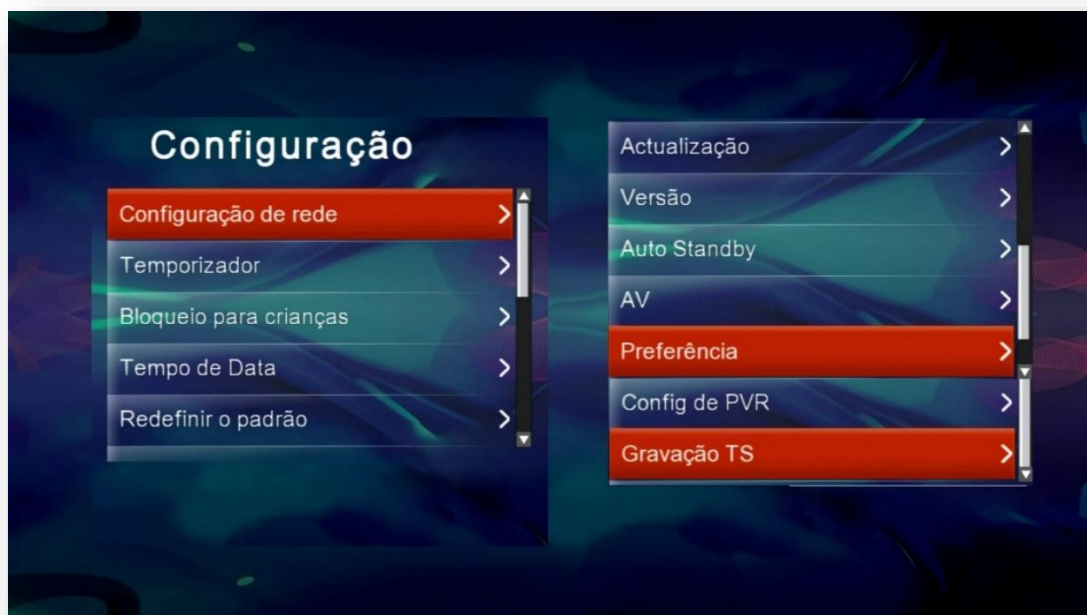 Configuração
Configuração de rede
Temporizador
Bloqueio para crianças
Tempo de Data
Redefinir o padrão
Actualização
Versão
Auto Standby
AV
Preferência
Config de PVR
Gravação TS